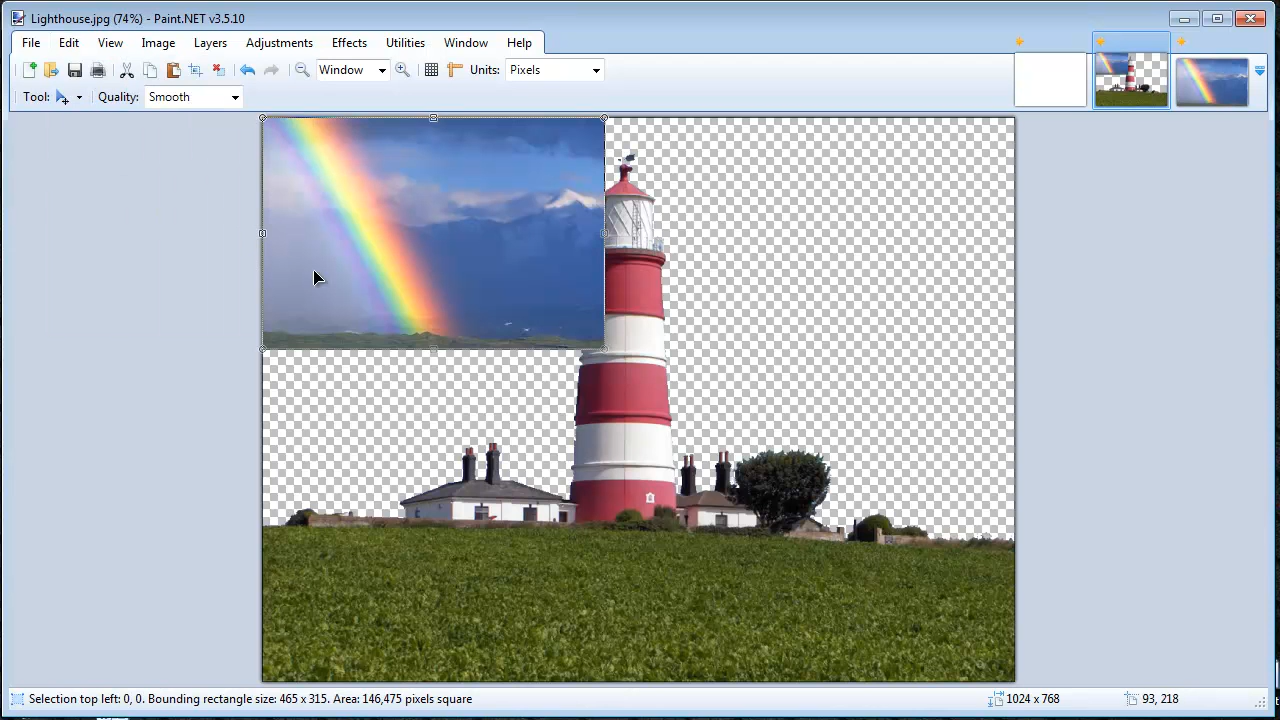 Lighthouse.jpg (74%) - Paint.NET v3.5.10
File Edit View Image Layers Adjustments Effects Utilities Window Help
Window Units: Pixels
Tool: Quality: Smooth
Selection top left: 0, 0. Bounding rectangle size: 465 x 315. Area: 146,475 pixels square 1024 x 768 93, 218